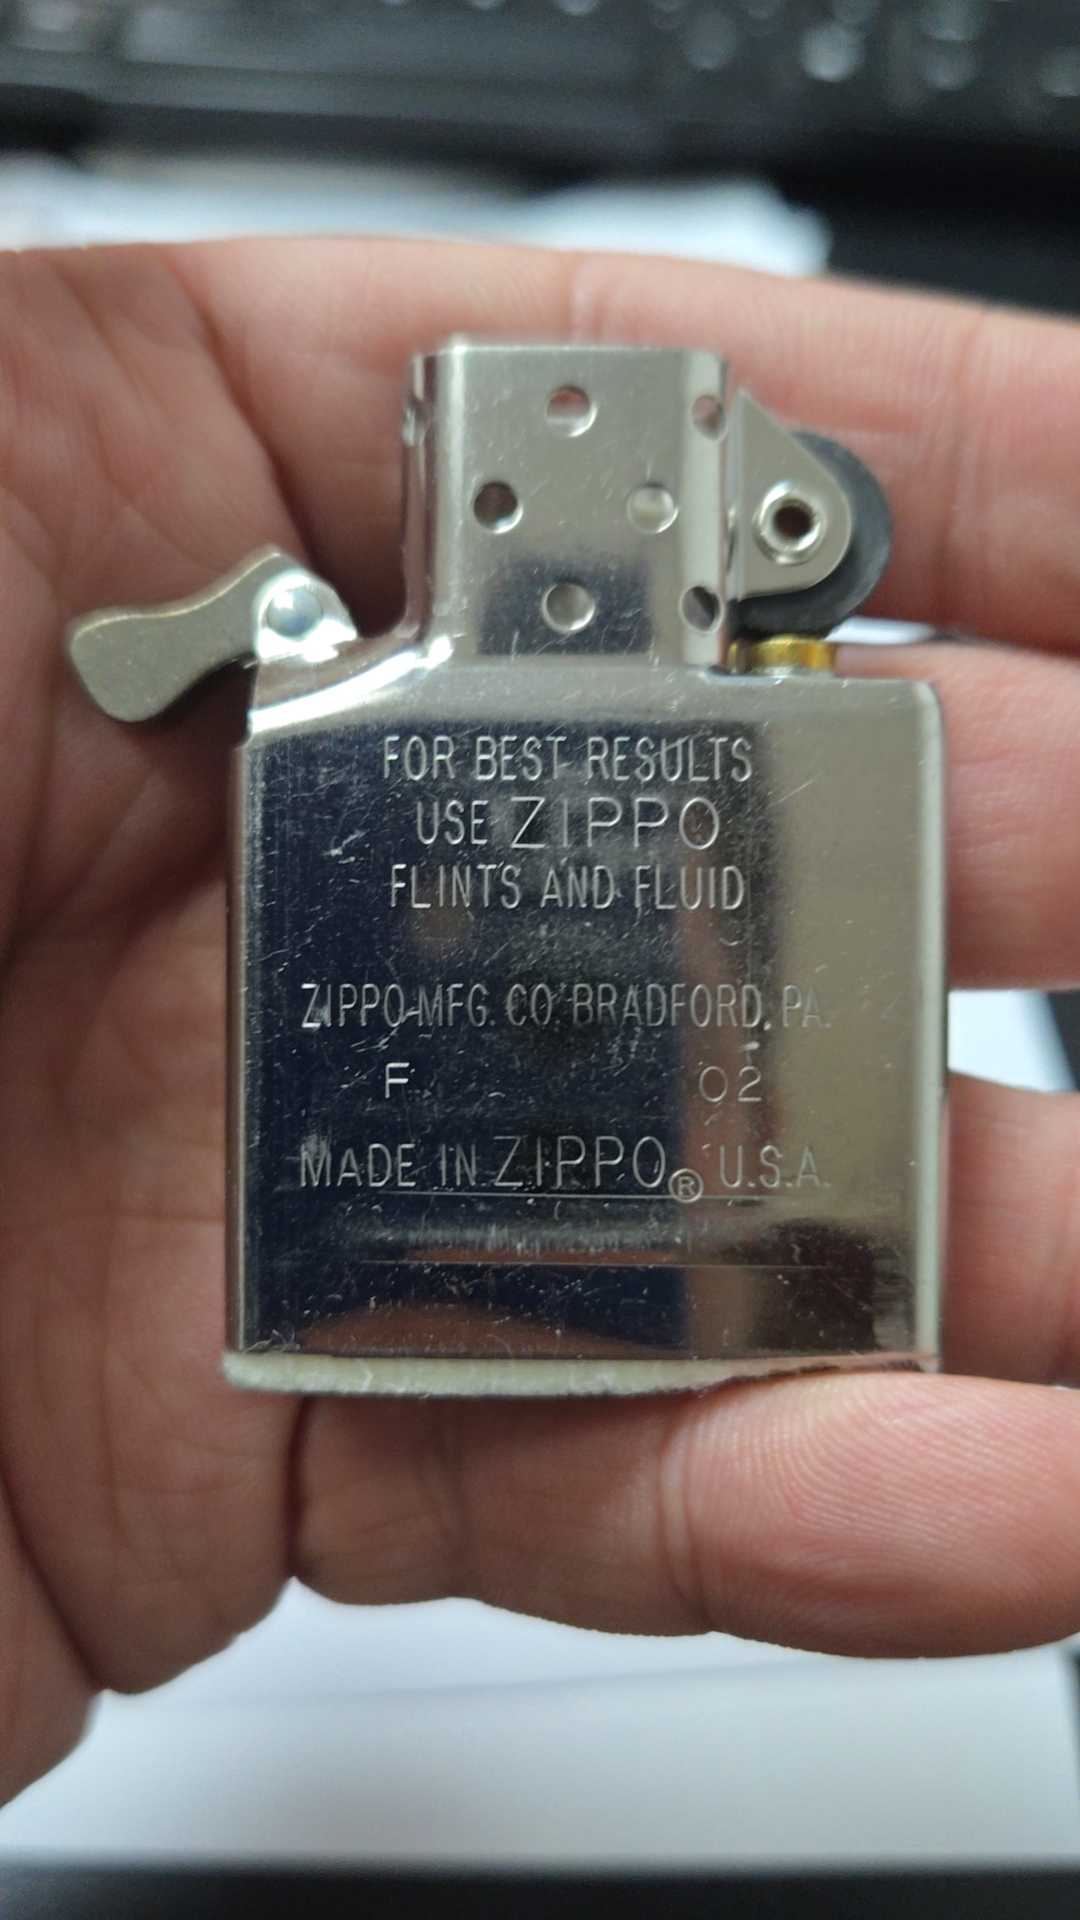 FOR BEST RESULTS
USE ZIPPO
FLINTS AND FLUID
ZIPPO MFG. CO. BRADFORD, PA.
F 02
MADE IN ZIPPO® U.S.A.